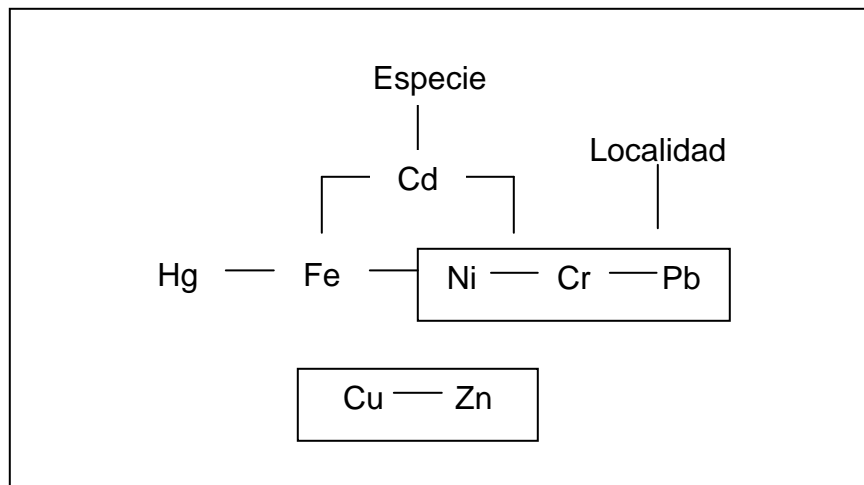 Especie
Localidad
Cd
Hg Fe Ni Cr Pb
Cu Zn